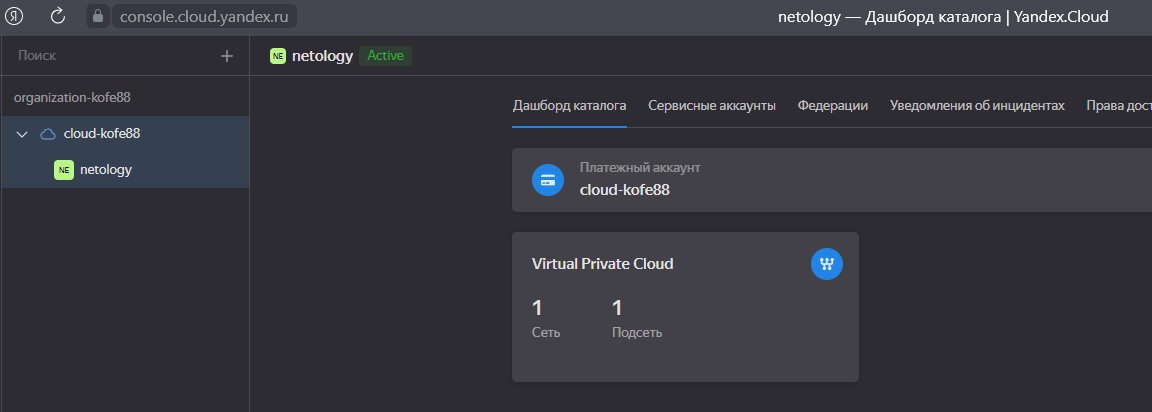 Я
console.cloud.yandex.ru
netology — Дашборд каталога | Yandex.Cloud
Поиск
NE netology Active
organization-kofe88
cloud-kofe88
NE netology
Дашборд каталога Сервисные аккаунты Федерации Уведомления об инцидентах Права дост
Платежный аккаунт
cloud-kofe88
Virtual Private Cloud
1 1
Сеть Подсеть